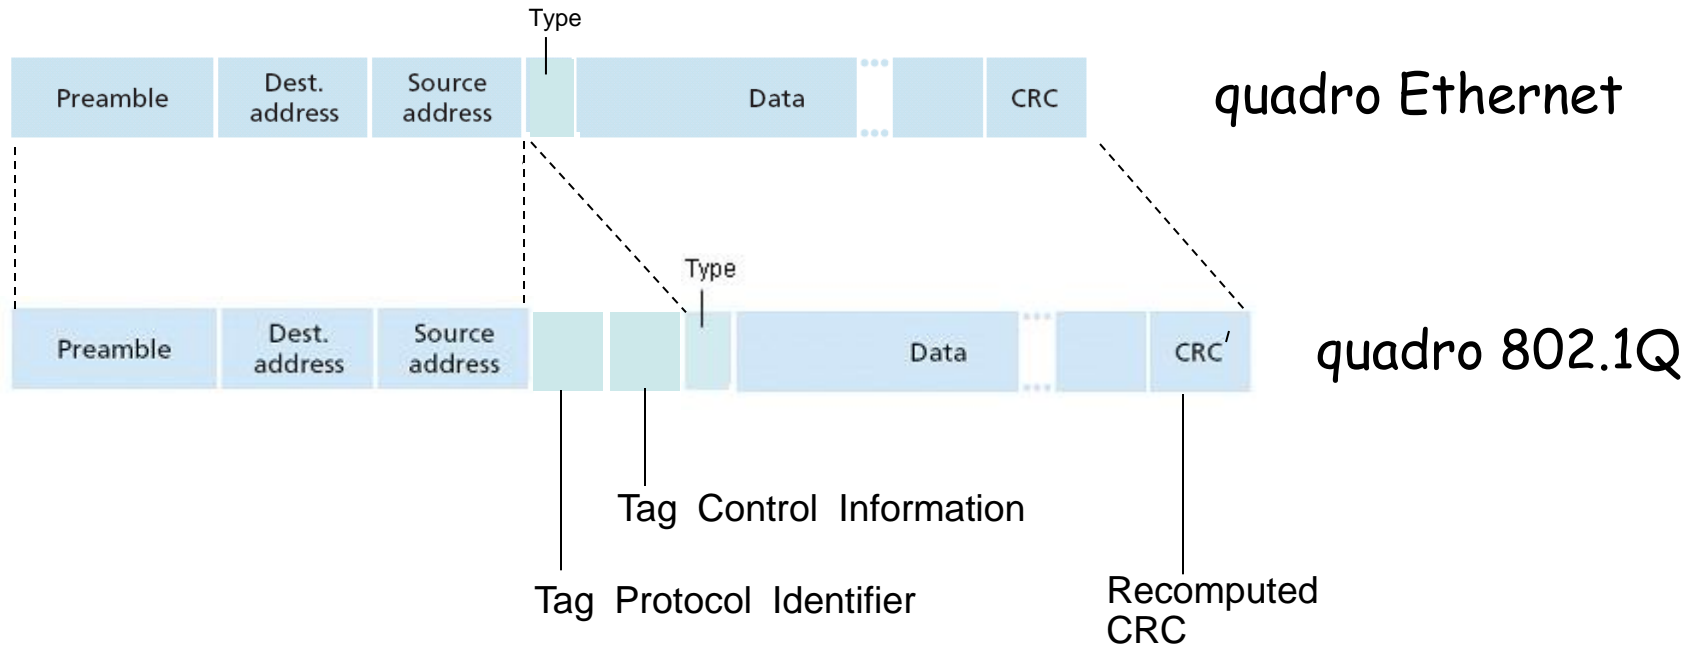 Type
Preamble
Dest.
address
Source
address
Data
CRC
quadro Ethernet
Type
Preamble
Dest.
address
Source
address
Data
CRC'
quadro 802.1Q
Tag Control Information
Tag Protocol Identifier
Recomputed
CRC